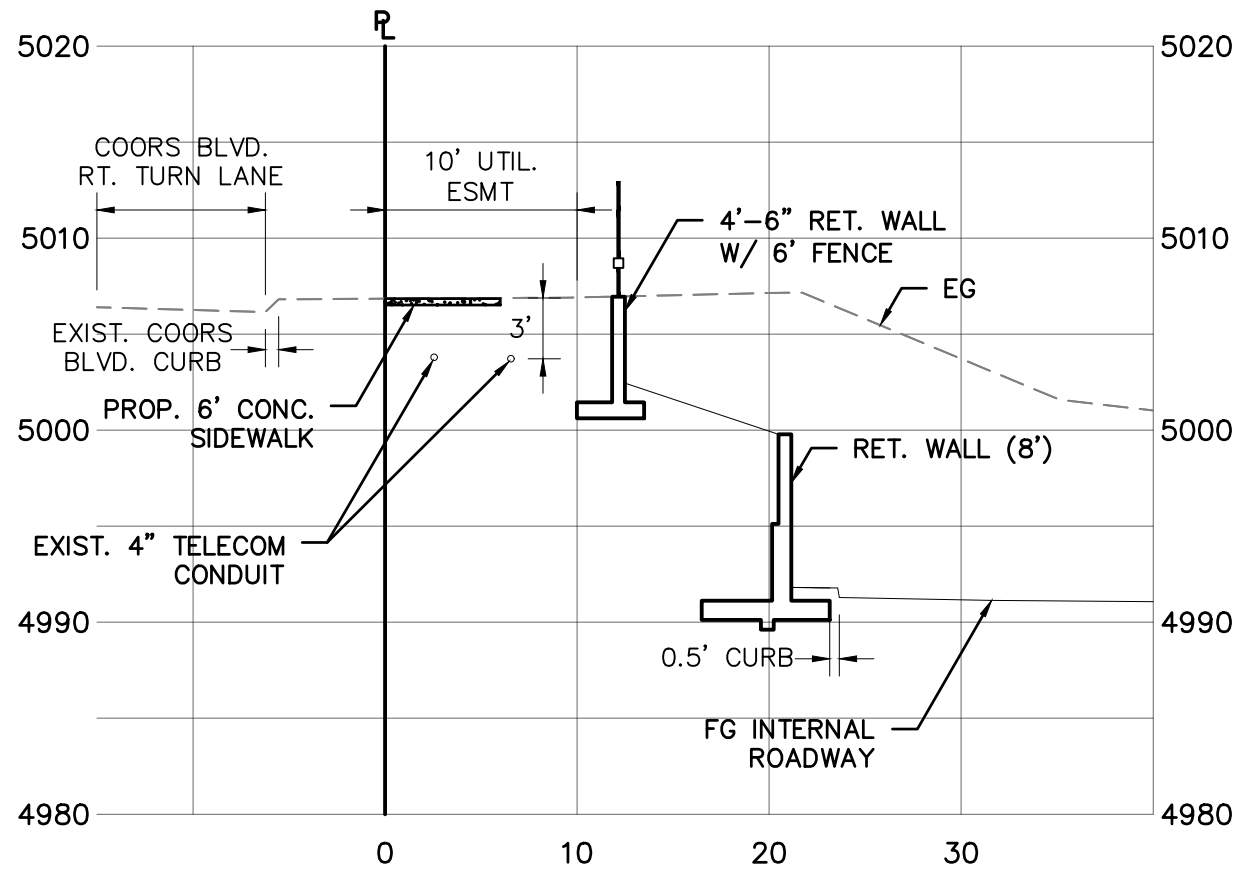 PL
5020
5020
COORS BLVD.
RT. TURN LANE
10' UTIL.
ESMT
4'-6" RET. WALL
W/ 6' FENCE
5010
5010
EG
EXIST. COORS
BLVD. CURB
3'
PROP. 6' CONC.
SIDEWALK
5000
5000
RET. WALL (8')
EXIST. 4" TELECOM
CONDUIT
4990
4990
0.5' CURB
FG INTERNAL
ROADWAY
4980
4980
0
10
20
30